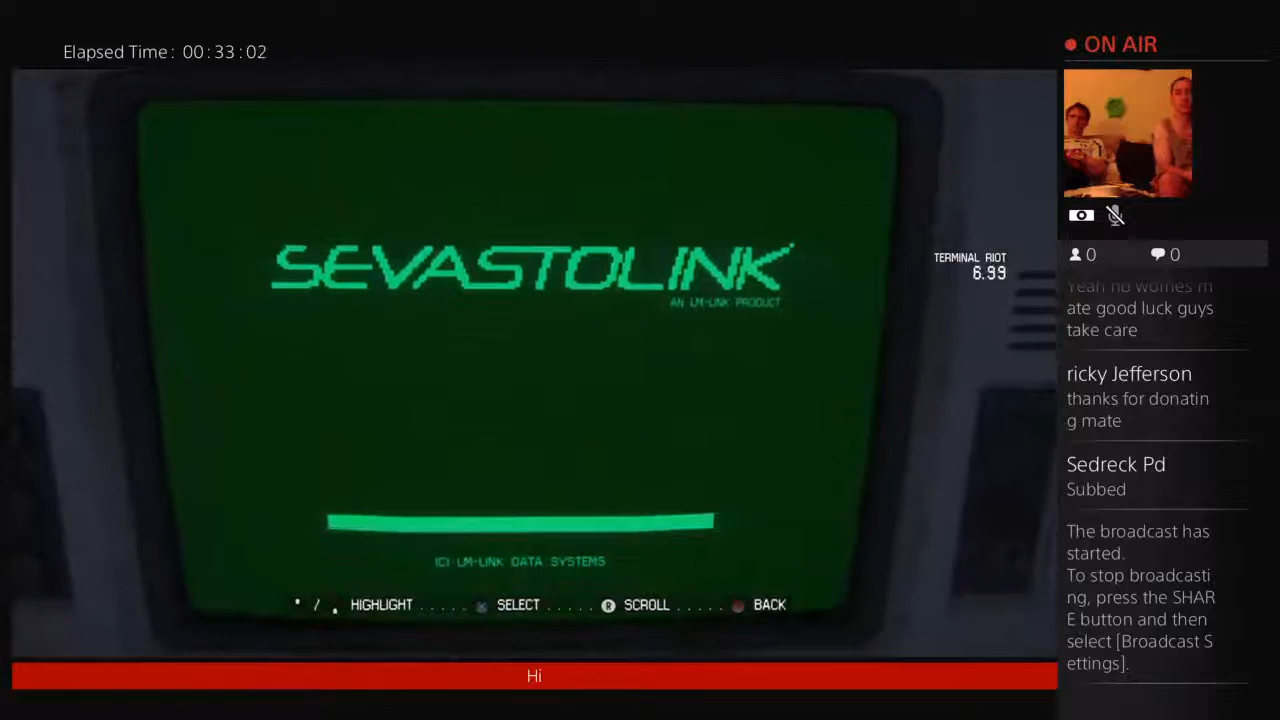 Elapsed Time: 00:33:02
ON AIR
SEVASTOLINK
AN LM-LINK PRODUCT
TERMINAL RIOT
6.99
0 0
Yeah no worries m
ate good luck guys
take care
ricky Jefferson
thanks for donatin
g mate
Sedreck Pd
Subbed
The broadcast has
started.
To stop broadcasti
ng, press the SHAR
E button and then
select [Broadcast S
ettings].
(C) LM-LINK DATA SYSTEMS
HIGHLIGHT ..... SELECT ..... R SCROLL ..... BACK
Hi